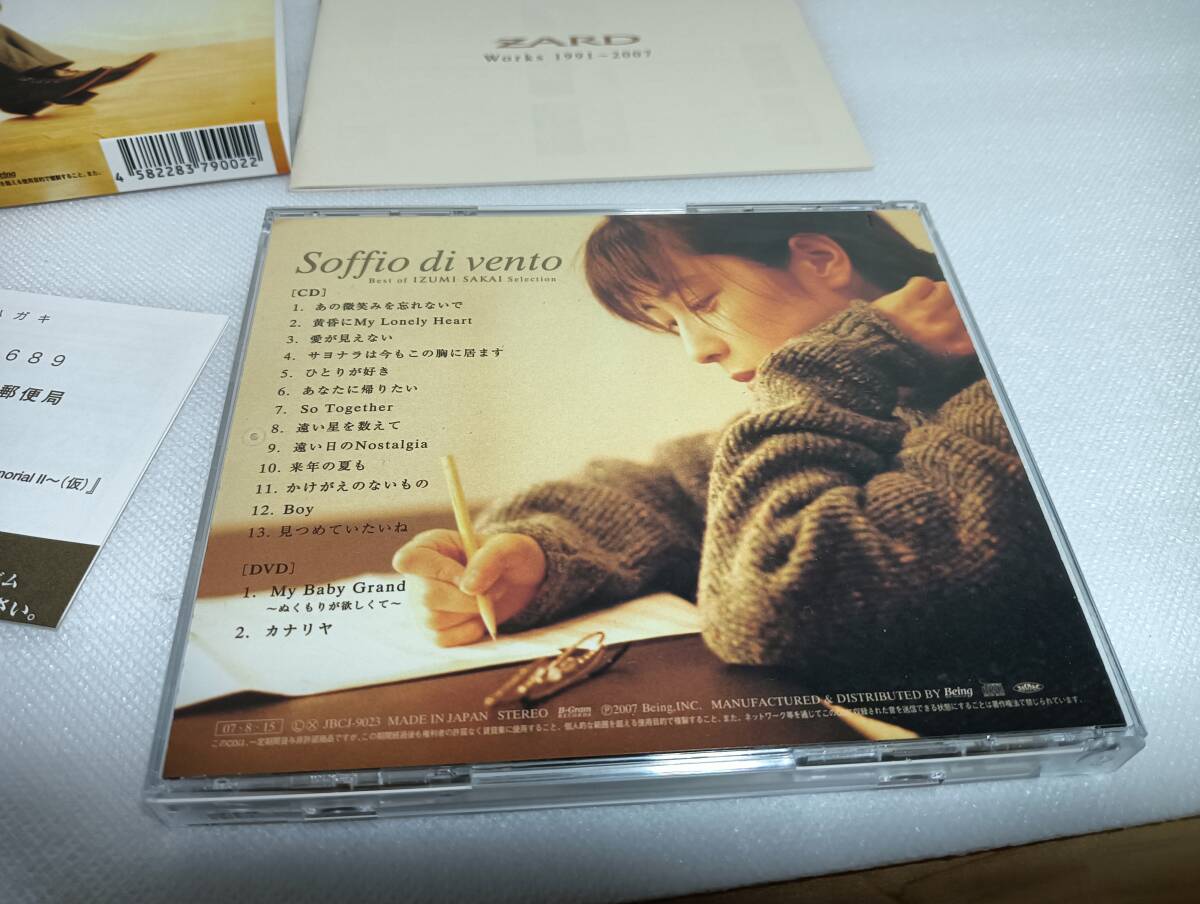 ZARD
Works 1991～2007
4 582283 790022
ハガキ
689
郵便局
morial II～(仮)』
さい。
Soffio di vento
Best of IZUMI SAKAI Selection
[CD]
1. あの微笑みを忘れないで
2. 黄昏にMy Lonely Heart
3. 愛が見えない
4. サヨナラは今もこの胸に居ます
5. ひとりが好き
6. あなたに帰りたい
7. So Together
8. 遠い星を数えて
9. 遠い日のNostalgia
10. 来年の夏も
11. かけがえのないもの
12. Boy
13. 見つめていたいね
[DVD]
1. My Baby Grand
～ぬくもりが欲しくて～
2. カナリヤ
07・8・15 JBCJ-9023 MADE IN JAPAN STEREO B-Gram RECORDS Ⓟ2007 Being,INC. MANUFACTURED & DISTRIBUTED BY Being